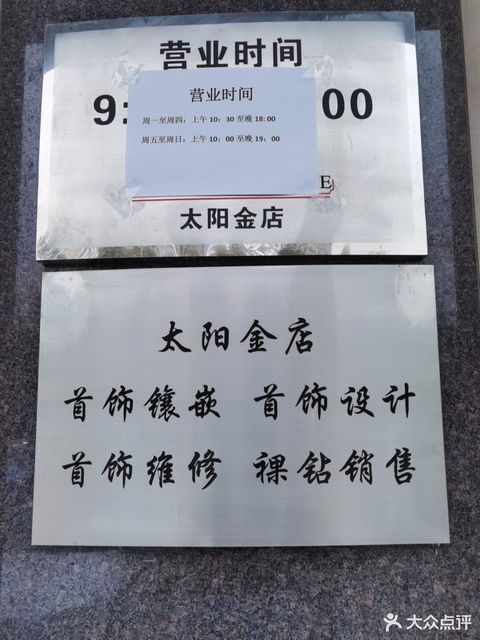 营业时间
9: 00
营业时间
周一至周四：上午 10：30 至晚 18：00
周五至周日：上午 10：00 至晚 19：00
E
太阳金店
太阳金店
首饰镶嵌 首饰设计
首饰维修 裸钻销售
大众点评